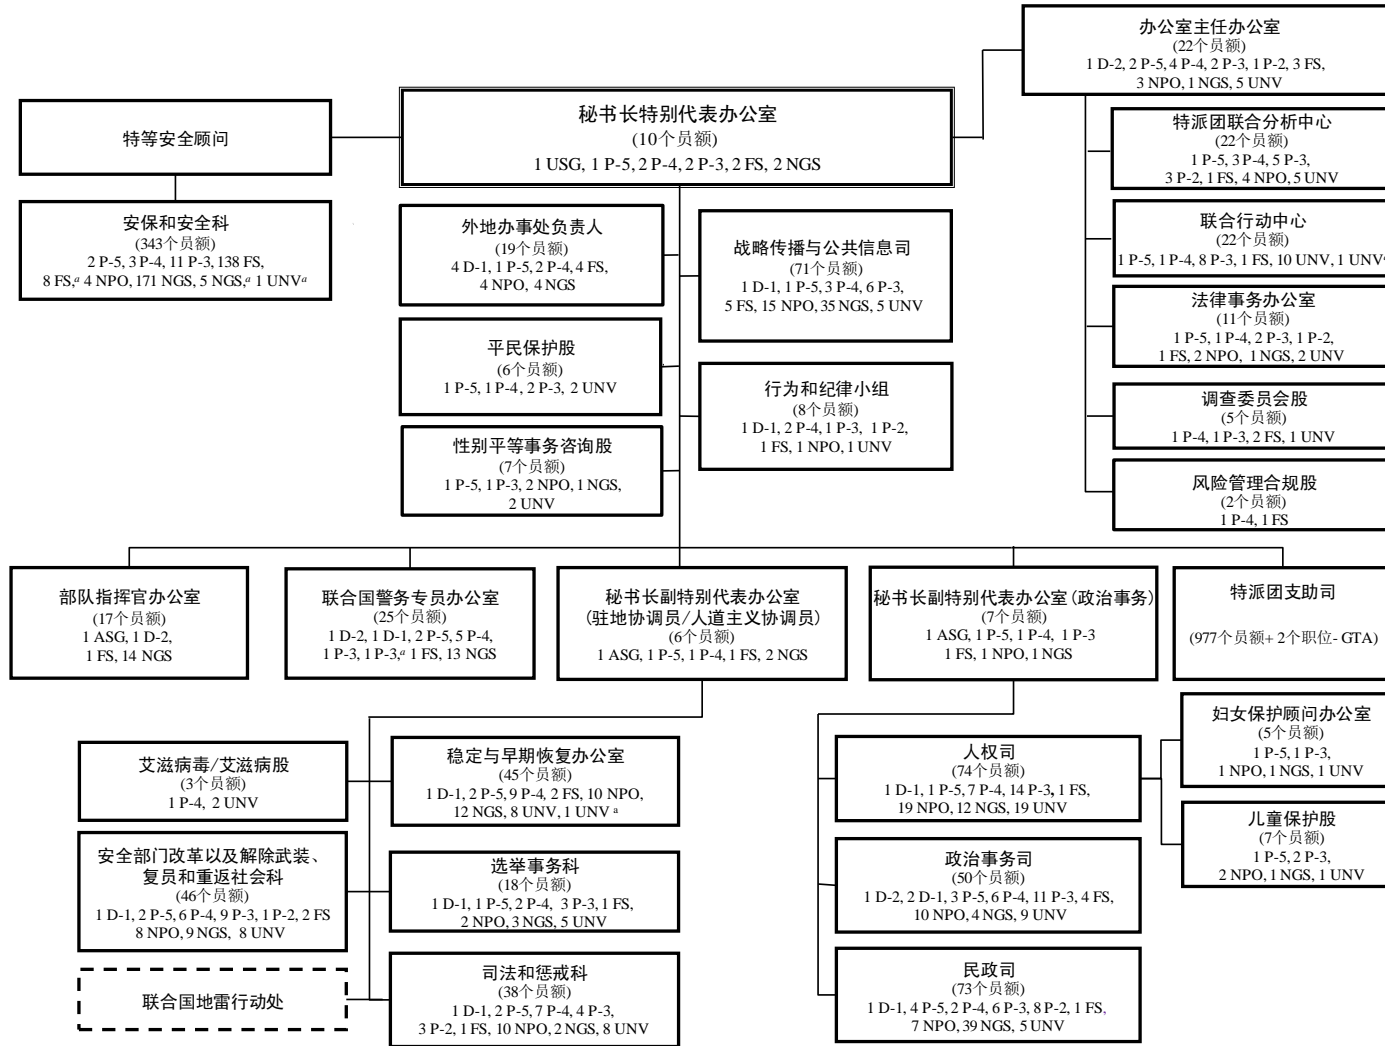 办公室主任办公室
(22个员额)
1 D-2, 2 P-5, 4 P-4, 2 P-3, 1 P-2, 3 FS,
3 NPO, 1 NGS, 5 UNV
特等安全顾问
秘书长特别代表办公室
(10个员额)
1 USG, 1 P-5, 2 P-4, 2 P-3, 2 FS, 2 NGS
特派团联合分析中心
(22个员额)
1 P-5, 3 P-4, 5 P-3,
3 P-2, 1 FS, 4 NPO, 5 UNV
安保和安全科
(343个员额)
2 P-5, 3 P-4, 11 P-3, 138 FS,
8 FS,a 4 NPO, 171 NGS, 5 NGS,a 1 UNVa
外地办事处负责人
(19个员额)
4 D-1, 1 P-5, 2 P-4, 4 FS,
4 NPO, 4 NGS
战略传播与公共信息司
(71个员额)
1 D-1, 1 P-5, 3 P-4, 6 P-3,
5 FS, 15 NPO, 35 NGS, 5 UNV
联合行动中心
(22个员额)
1 P-5, 1 P-4, 8 P-3, 1 FS, 10 UNV, 1 UNV
法律事务办公室
(11个员额)
1 P-5, 1 P-4, 2 P-3, 1 P-2,
1 FS, 2 NPO, 1 NGS, 2 UNV
平民保护股
(6个员额)
1 P-5, 1 P-4, 2 P-3, 2 UNV
行为和纪律小组
(8个员额)
1 D-1, 2 P-4, 1 P-3, 1 P-2,
1 FS, 1 NPO, 1 UNV
调查委员会股
(5个员额)
1 P-4, 1 P-3, 2 FS, 1 UNV
性别平等事务咨询股
(7个员额)
1 P-5, 1 P-3, 2 NPO, 1 NGS,
2 UNV
风险管理合规股
(2个员额)
1 P-4, 1 FS
部队指挥官办公室
(17个员额)
1 ASG, 1 D-2,
1 FS, 14 NGS
联合国警务专员办公室
(25个员额)
1 D-2, 1 D-1, 2 P-5, 5 P-4,
1 P-3, 1 P-3,a 1 FS, 13 NGS
秘书长副特别代表办公室
(驻地协调员/人道主义协调员)
(6个员额)
1 ASG, 1 P-5, 1 P-4, 1 FS, 2 NGS
秘书长副特别代表办公室(政治事务)
(7个员额)
1 ASG, 1 P-5, 1 P-4, 1 P-3
1 FS, 1 NPO, 1 NGS
特派团支助司
(977个员额+ 2个职位- GTA)
艾滋病毒/艾滋病股
(3个员额)
1 P-4, 2 UNV
稳定与早期恢复办公室
(45个员额)
1 D-1, 2 P-5, 9 P-4, 2 FS, 10 NPO,
12 NGS, 8 UNV, 1 UNV a
人权司
(74个员额)
1 D-1, 1 P-5, 7 P-4, 14 P-3, 1 FS,
19 NPO, 12 NGS, 19 UNV
妇女保护顾问办公室
(5个员额)
1 P-5, 1 P-3,
1 NPO, 1 NGS, 1 UNV
儿童保护股
(7个员额)
1 P-5, 2 P-3,
2 NPO, 1 NGS, 1 UNV
安全部门改革以及解除武装、
复员和重返社会科
(46个员额)
1 D-1, 2 P-5, 6 P-4, 9 P-3, 1 P-2, 2 FS
8 NPO, 9 NGS, 8 UNV
选举事务科
(18个员额)
1 D-1, 1 P-5, 2 P-4, 3 P-3, 1 FS,
2 NPO, 3 NGS, 5 UNV
政治事务司
(50个员额)
1 D-2, 2 D-1, 3 P-5, 6 P-4, 11 P-3, 4 FS,
10 NPO, 4 NGS, 9 UNV
联合国地雷行动处
司法和惩戒科
(38个员额)
1 D-1, 2 P-5, 7 P-4, 4 P-3,
3 P-2, 1 FS, 10 NPO, 2 NGS, 8 UNV
民政司
(73个员额)
1 D-1, 4 P-5, 2 P-4, 6 P-3, 8 P-2, 1 FS,
7 NPO, 39 NGS, 5 UNV